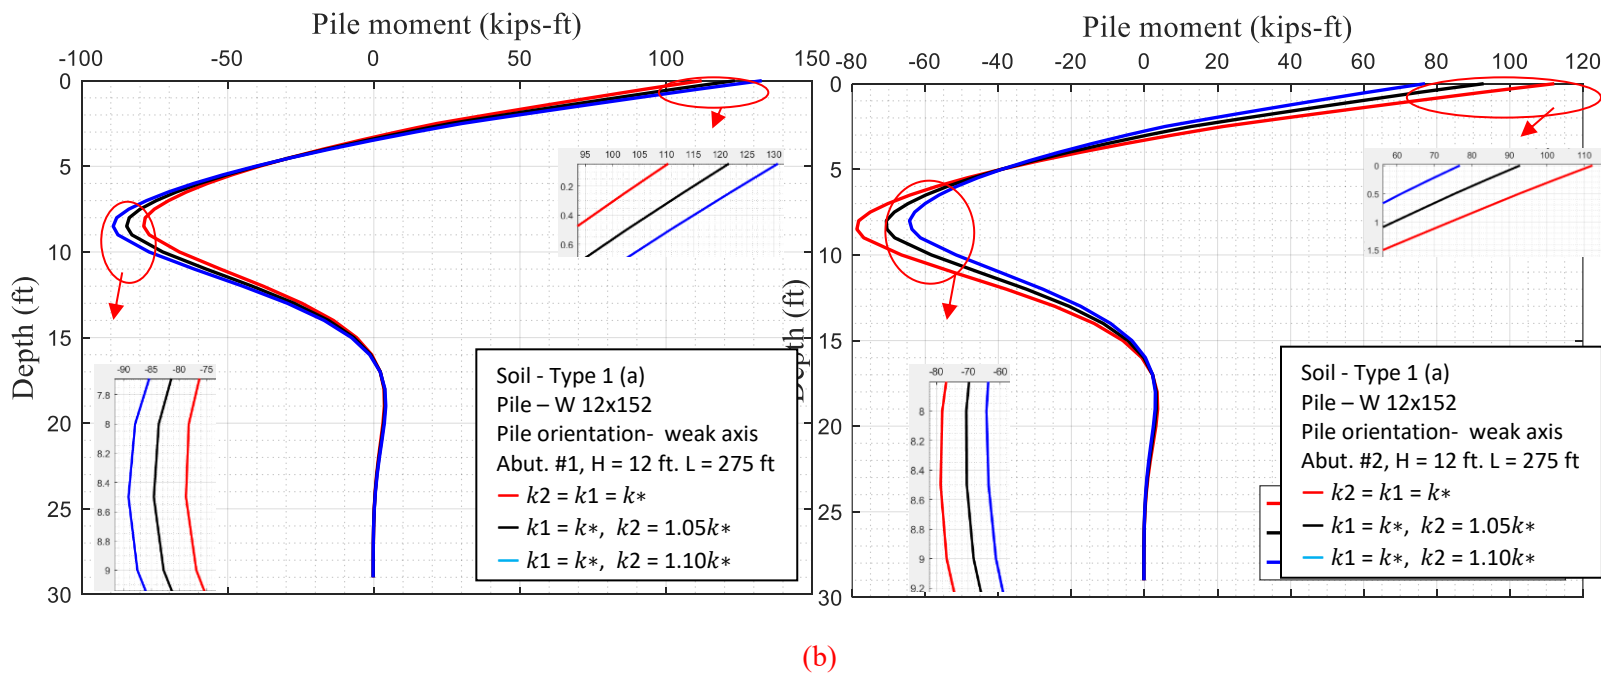 Pile moment (kips-ft)
-100 -50 0 50 100 150
0
5
10
15
20
25
30
Depth (ft)
94 100 105 110 115 120 125 130
0.2
0.4
0.6
-90 -85 -80 -75
7.8
8
8.2
8.4
8.6
8.8
9
Soil - Type 1 (a)
Pile – W 12x152
Pile orientation- weak axis
Abut. #1, H = 12 ft. L = 275 ft
k2 = k1 = k*
k1 = k*, k2 = 1.05k*
k1 = k*, k2 = 1.10k*
Pile moment (kips-ft)
-80 -60 -40 -20 0 20 40 60 80 100 120
0
5
10
15
20
25
30
Depth (ft)
60 70 80 90 100 110
0
0.5
1
1.5
-80 -70 -60
8
8.2
8.4
8.6
8.8
9
9.2
Soil - Type 1 (a)
Pile – W 12x152
Pile orientation- weak axis
Abut. #2, H = 12 ft. L = 275 ft
k2 = k1 = k*
k1 = k*, k2 = 1.05k*
k1 = k*, k2 = 1.10k*
(b)